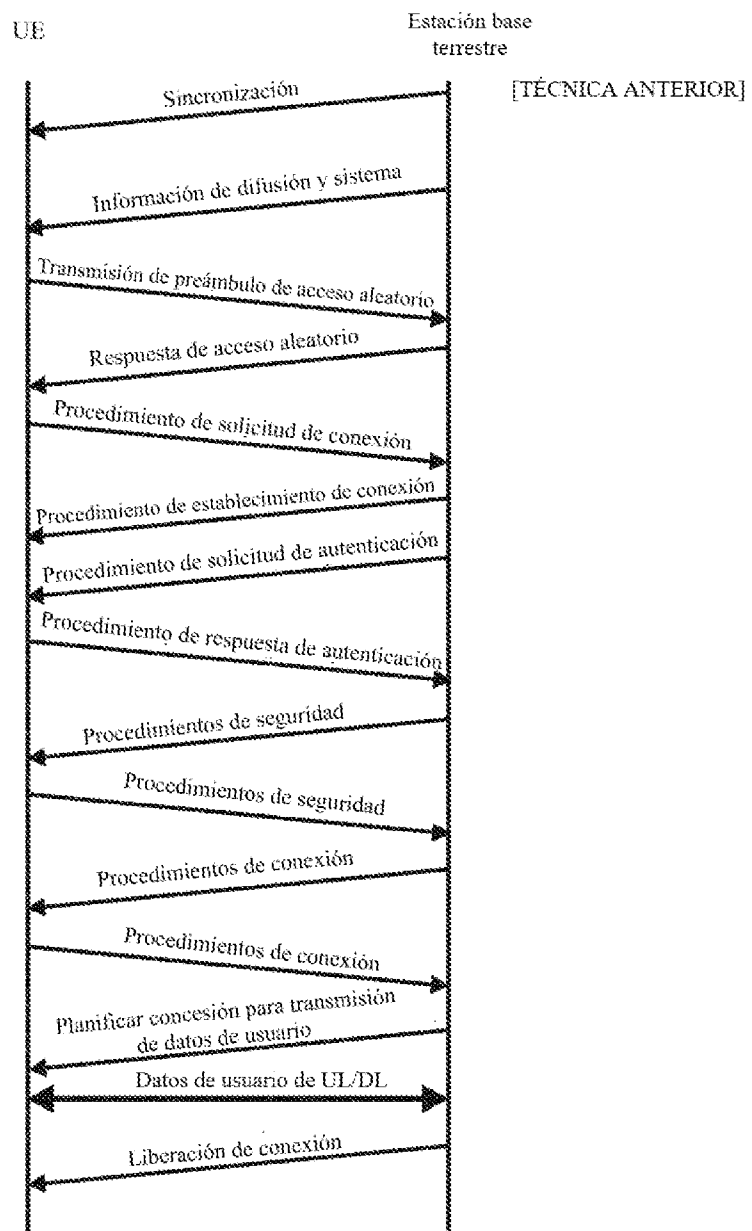 UE
Estación base
terrestre
[TÉCNICA ANTERIOR]
Sincronización
Información de difusión y sistema
Transmisión de preámbulo de acceso aleatorio
Respuesta de acceso aleatorio
Procedimiento de solicitud de conexión
Procedimiento de establecimiento de conexión
Procedimiento de solicitud de autenticación
Procedimiento de respuesta de autenticación
Procedimientos de seguridad
Procedimientos de seguridad
Procedimientos de conexión
Procedimientos de conexión
Planificar concesión para transmisión
de datos de usuario
Datos de usuario de UL/DL
Liberación de conexión